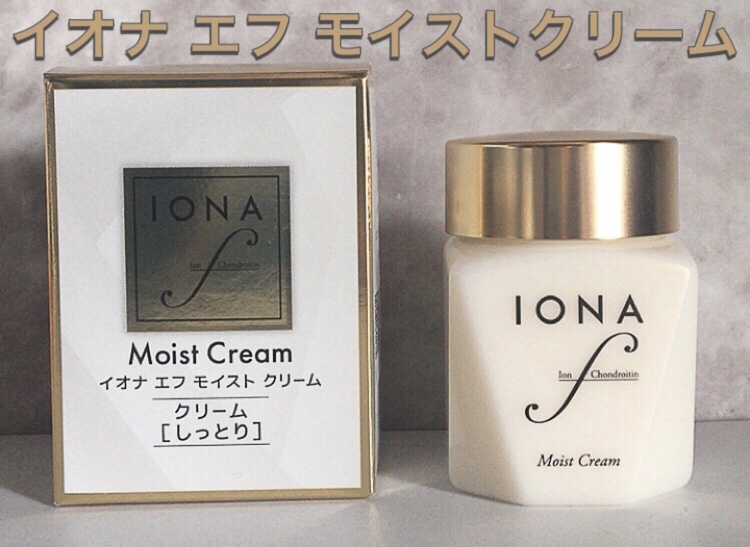 イオナ エフ モイストクリーム
IONA
f
Ion Chondroitin
Moist Cream
イオナ エフ モイスト クリーム
クリーム
[しっとり]
IONA
f
Ion Chondroitin
Moist Cream